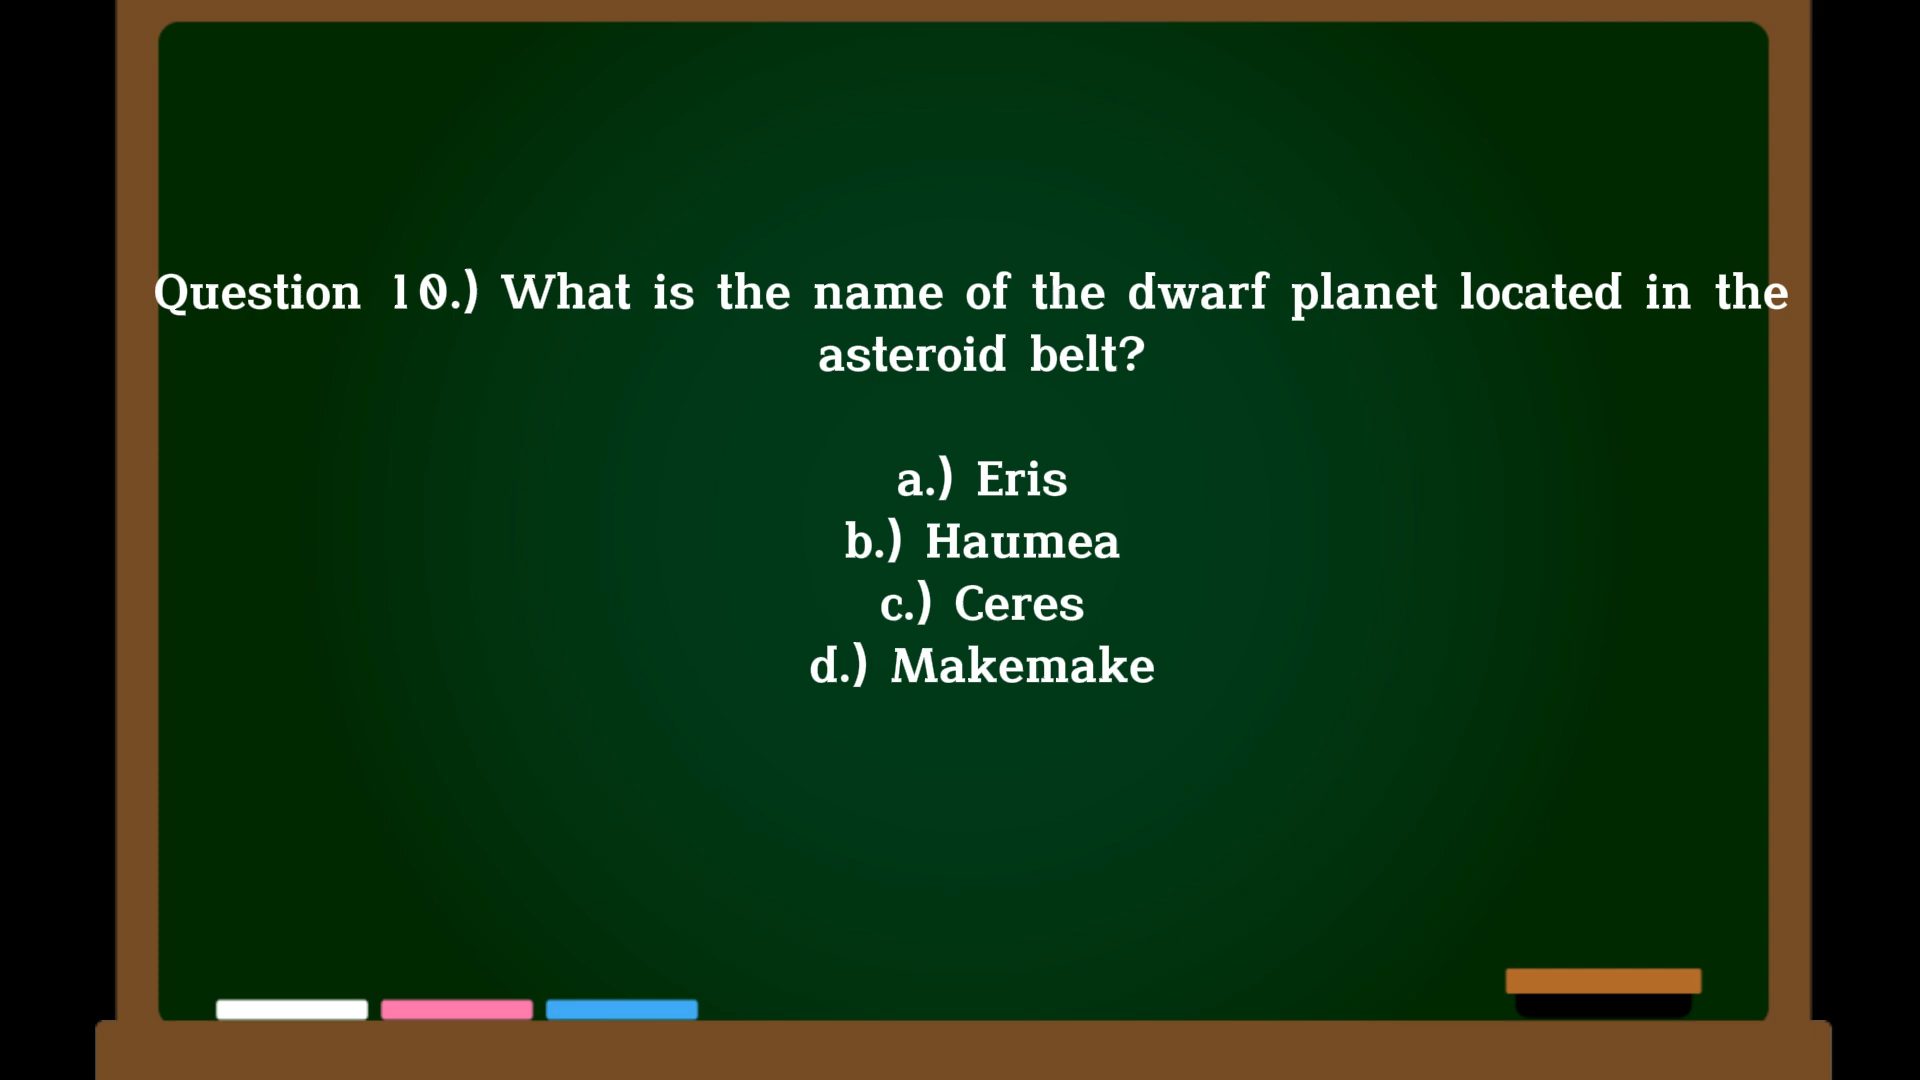 Question 10.) What is the name of the dwarf planet located in the
asteroid belt?
a.) Eris
b.) Haumea
c.) Ceres
d.) Makemake